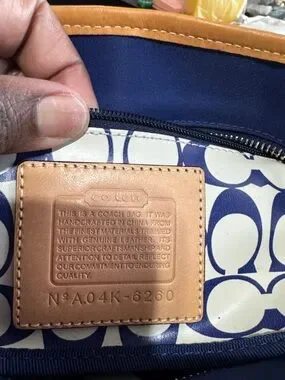 COACH
THIS IS A COACH BAG. IT WAS
HANDCRAFTED IN CHINA FROM
THE FINEST MATERIALS TRIMMED
WITH GENUINE LEATHER. ITS
SUPERIOR CRAFTSMANSHIP AND
ATTENTION TO DETAIL REFLECT
OUR COMMITMENT TO ENDURING
QUALITY.
Nº A04K-6260